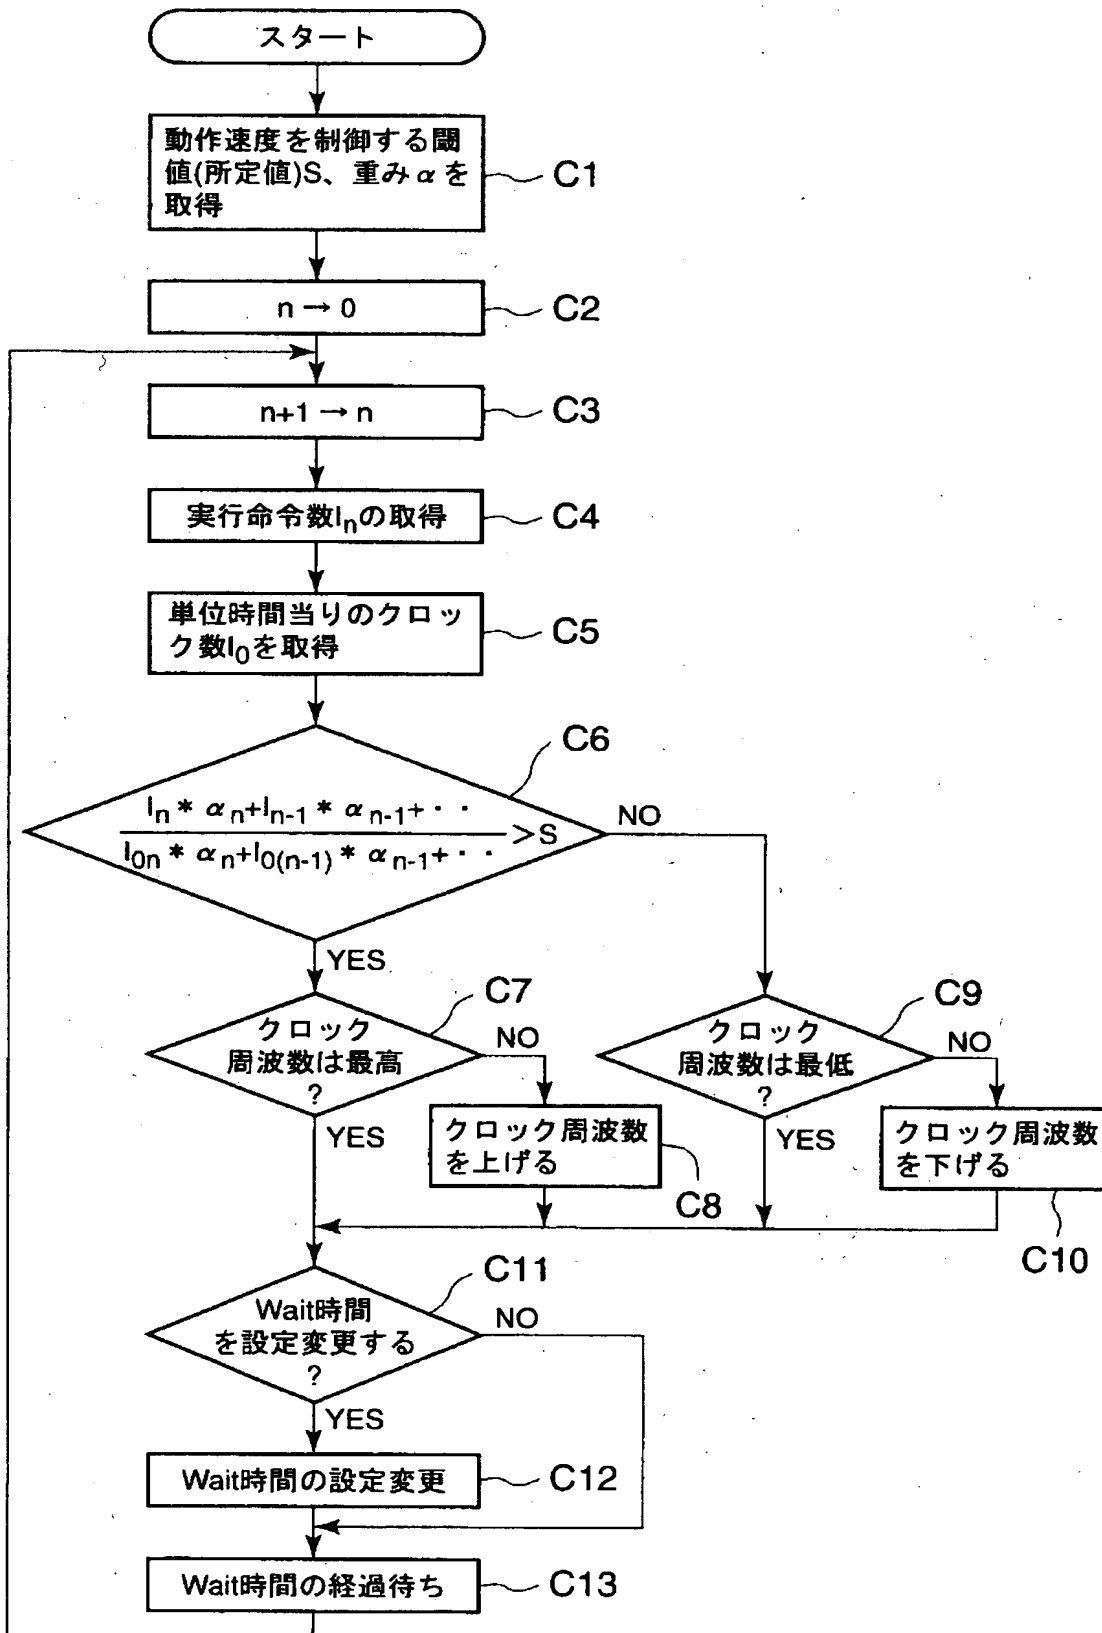 スタート
動作速度を制御する閾
値(所定値)S、重みαを
取得
C1
n → 0
C2
n+1 → n
C3
実行命令数Inの取得
C4
単位時間当りのクロッ
ク数I0を取得
C5
C6
In * αn+In-1 * αn-1+ ・・
I0n * αn+I0(n-1) * αn-1+ ・・
>S
NO
YES
C7
クロック
周波数は最高
?
NO
YES
クロック周波数
を上げる
C8
C9
クロック
周波数は最低
?
NO
YES
クロック周波数
を下げる
C10
C11
Wait時間
を設定変更する
?
NO
YES
Wait時間の設定変更
C12
Wait時間の経過待ち
C13